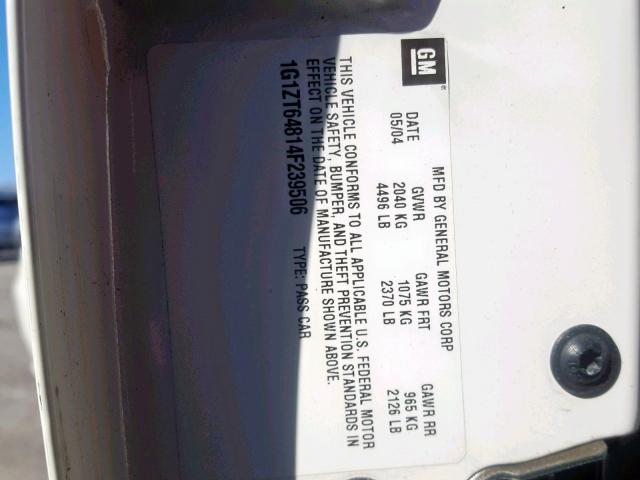 GM
MFD BY GENERAL MOTORS CORP
DATE GVWR GAWR FRT GAWR RR
05/04 2040 KG 1075 KG 965 KG
4496 LB 2370 LB 2126 LB
THIS VEHICLE CONFORMS TO ALL APPLICABLE U.S. FEDERAL MOTOR
VEHICLE SAFETY, BUMPER, AND THEFT PREVENTION STANDARDS IN
EFFECT ON THE DATE OF MANUFACTURE SHOWN ABOVE.
1G1ZT64814F239506 TYPE: PASS CAR